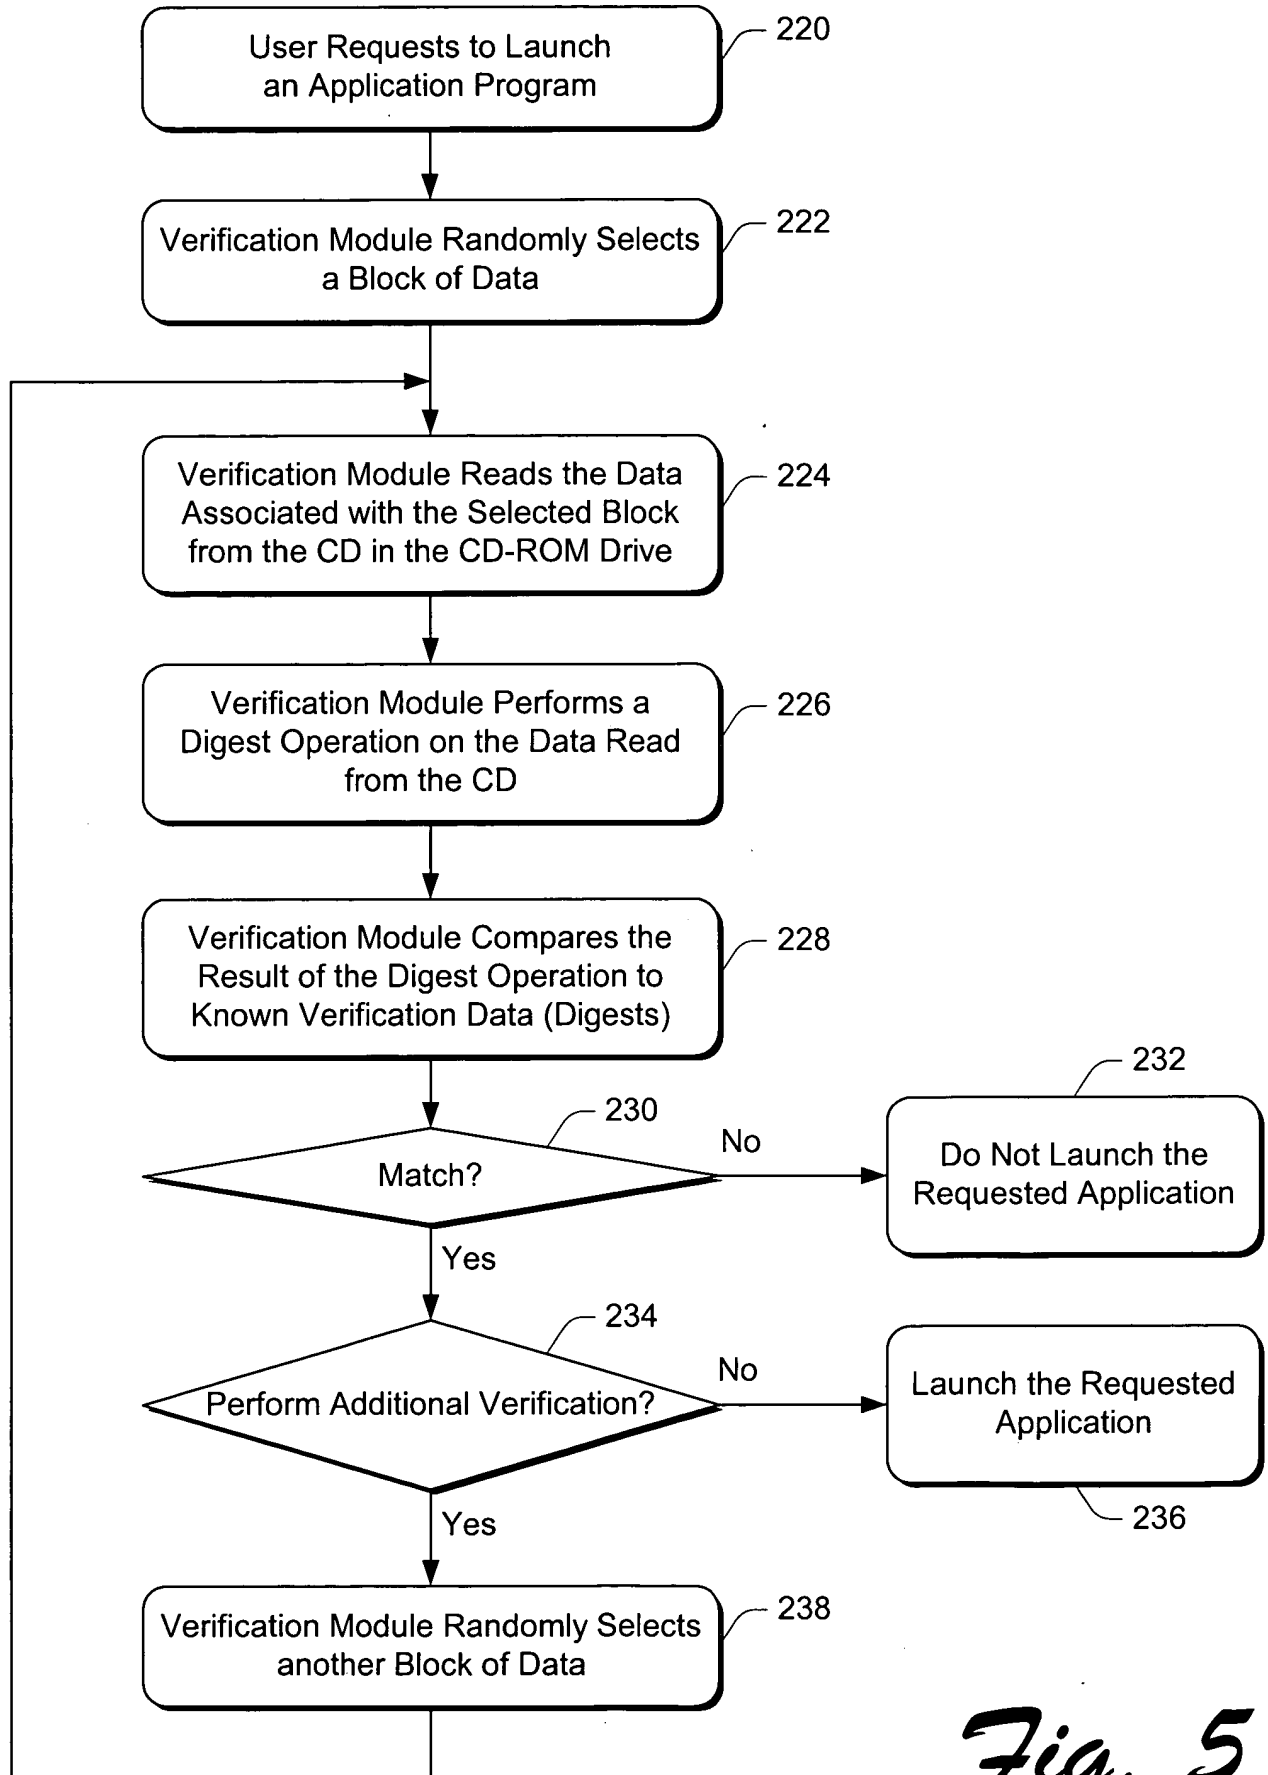 220
User Requests to Launch
an Application Program
222
Verification Module Randomly Selects
a Block of Data
224
Verification Module Reads the Data
Associated with the Selected Block
from the CD in the CD-ROM Drive
226
Verification Module Performs a
Digest Operation on the Data Read
from the CD
228
Verification Module Compares the
Result of the Digest Operation to
Known Verification Data (Digests)
230
Match?
No
232
Do Not Launch the
Requested Application
Yes
234
Perform Additional Verification?
No
Launch the Requested
Application
236
Yes
238
Verification Module Randomly Selects
another Block of Data
Fig. 5